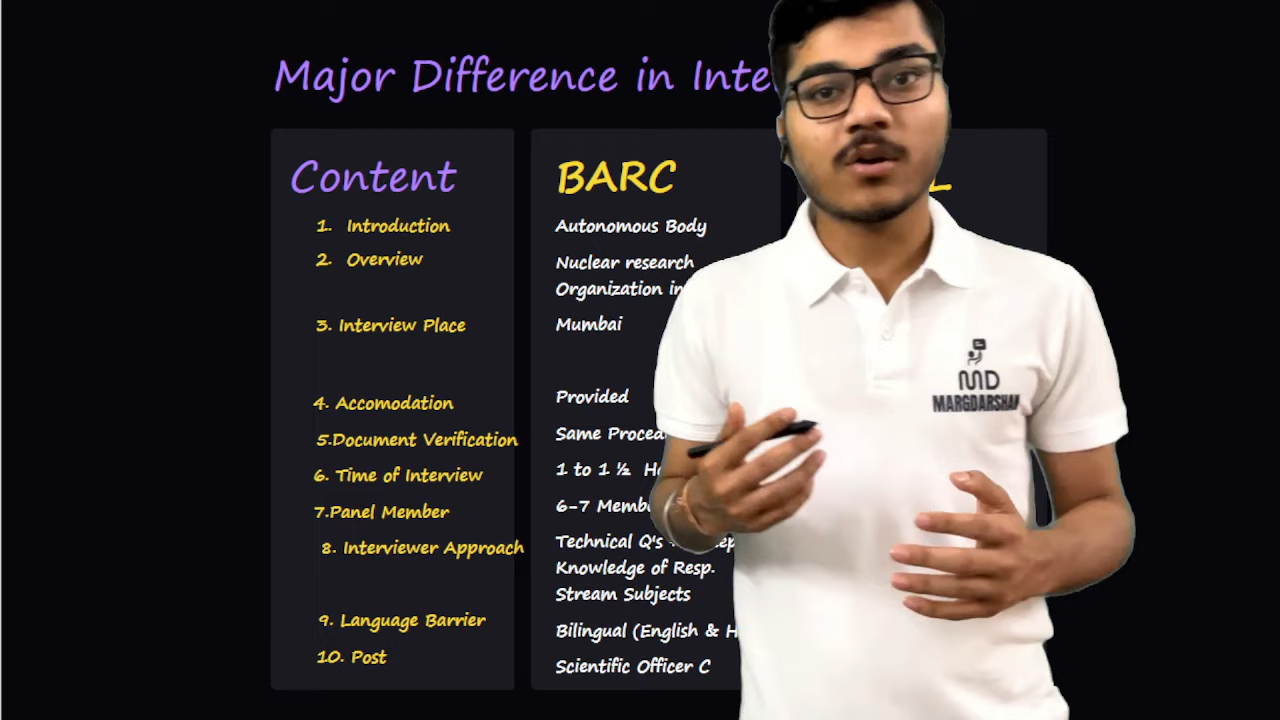 Major Difference in
Content
1. Introduction
2. Overview
3. Interview Place
4. Accomodation
5.Document Verification
6. Time of Interview
7.Panel Member
8. Interviewer Approach
9. Language Barrier
10. Post
BARC
Autonomous Body
Nuclear research
Organization
Mumbai
Provided
Same
1 to 1 ½
6-7
Technical Q's
Knowledge of Resp.
Stream Subjects
Bilingual (English &
Scientific Officer C
MD
MARGDARSHAN